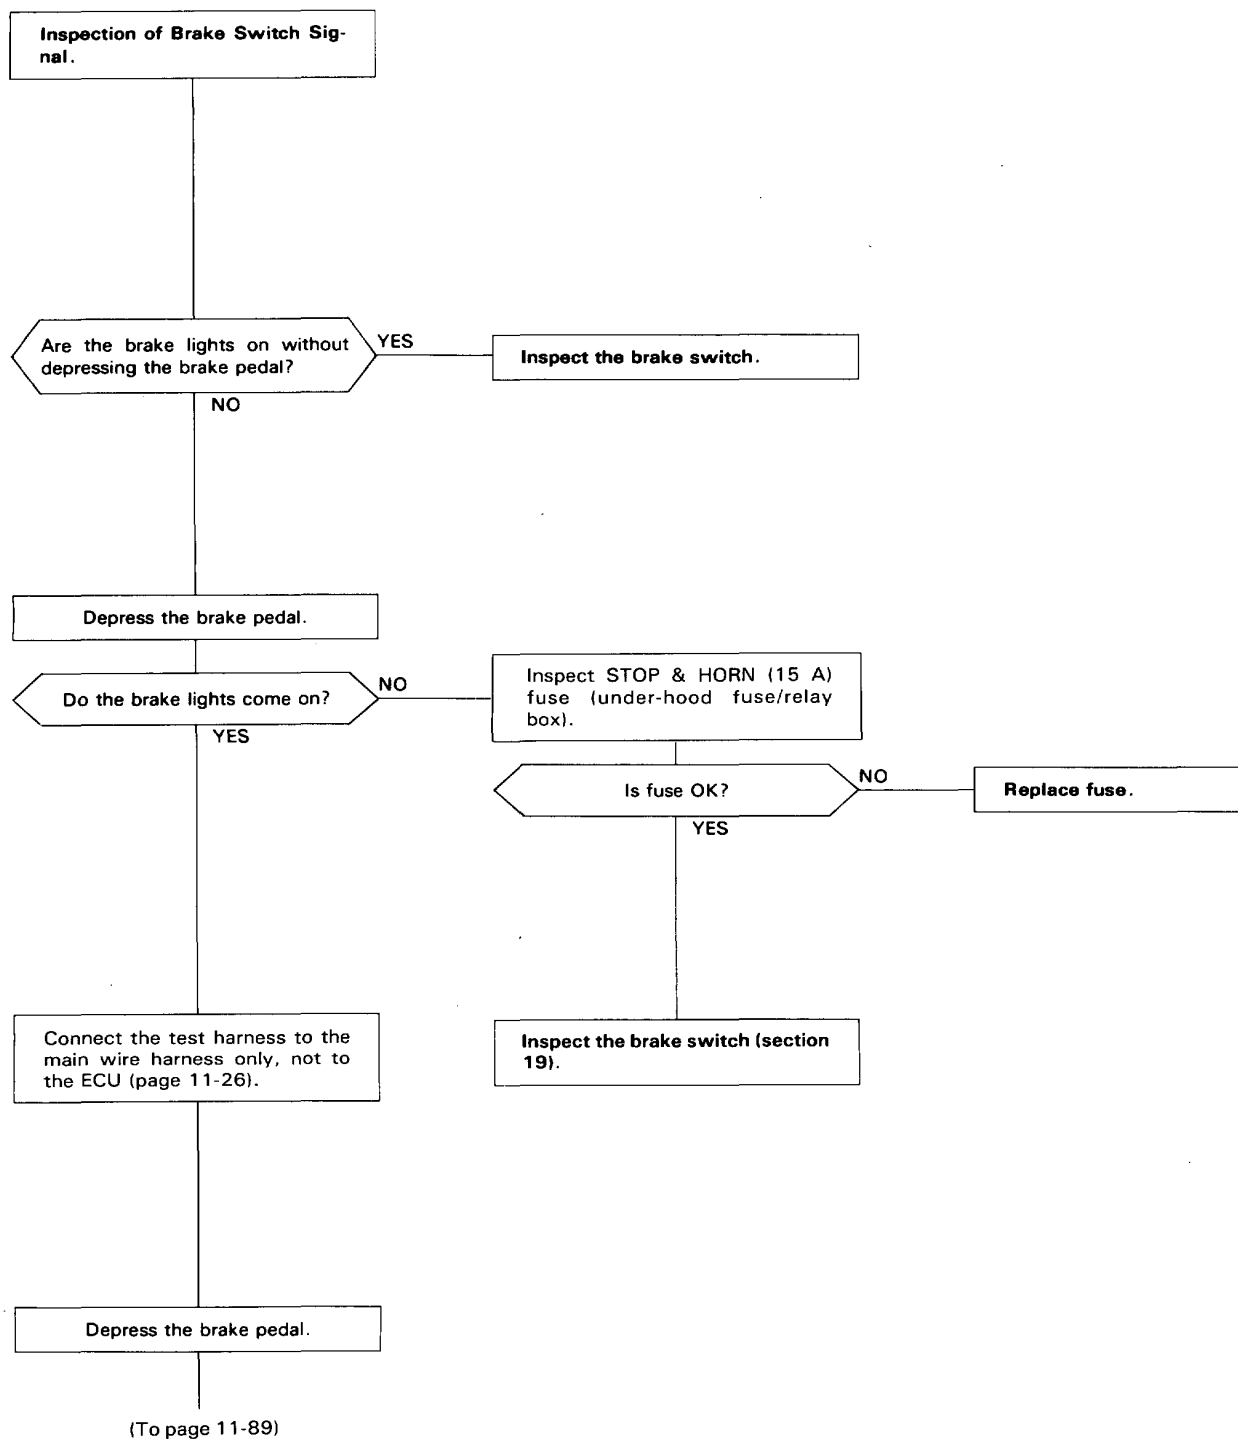 Inspection of Brake Switch Sig-
nal.
Are the brake lights on without
depressing the brake pedal?
YES
Inspect the brake switch.
NO
Depress the brake pedal.
Do the brake lights come on?
NO
Inspect STOP & HORN (15 A)
fuse (under-hood fuse/relay
box).
YES
Is fuse OK?
NO
Replace fuse.
YES
Connect the test harness to the
main wire harness only, not to
the ECU (page 11-26).
Inspect the brake switch (section
19).
Depress the brake pedal.
(To page 11-89)